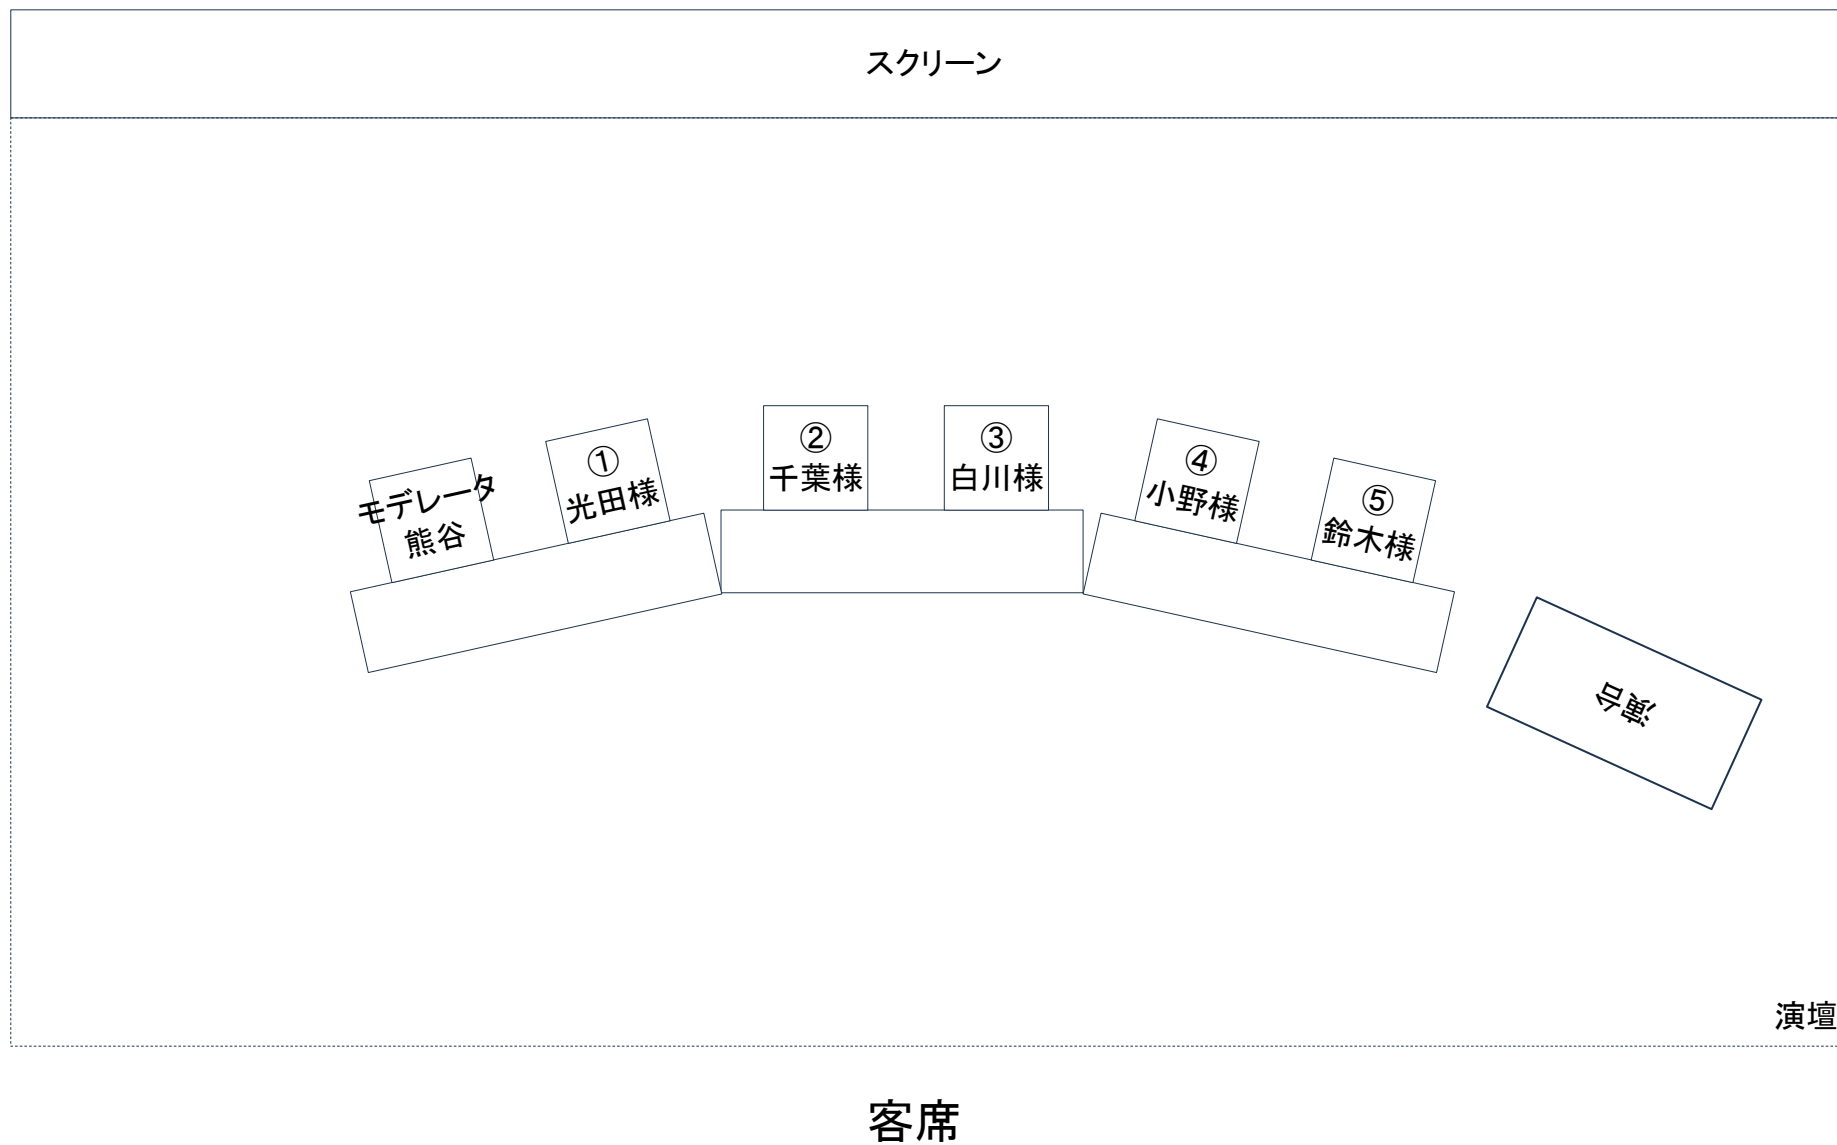 スクリーン
モデレータ
熊谷
①
光田様
②
千葉様
③
白川様
④
小野様
⑤
鈴木様
演台
演壇
客席